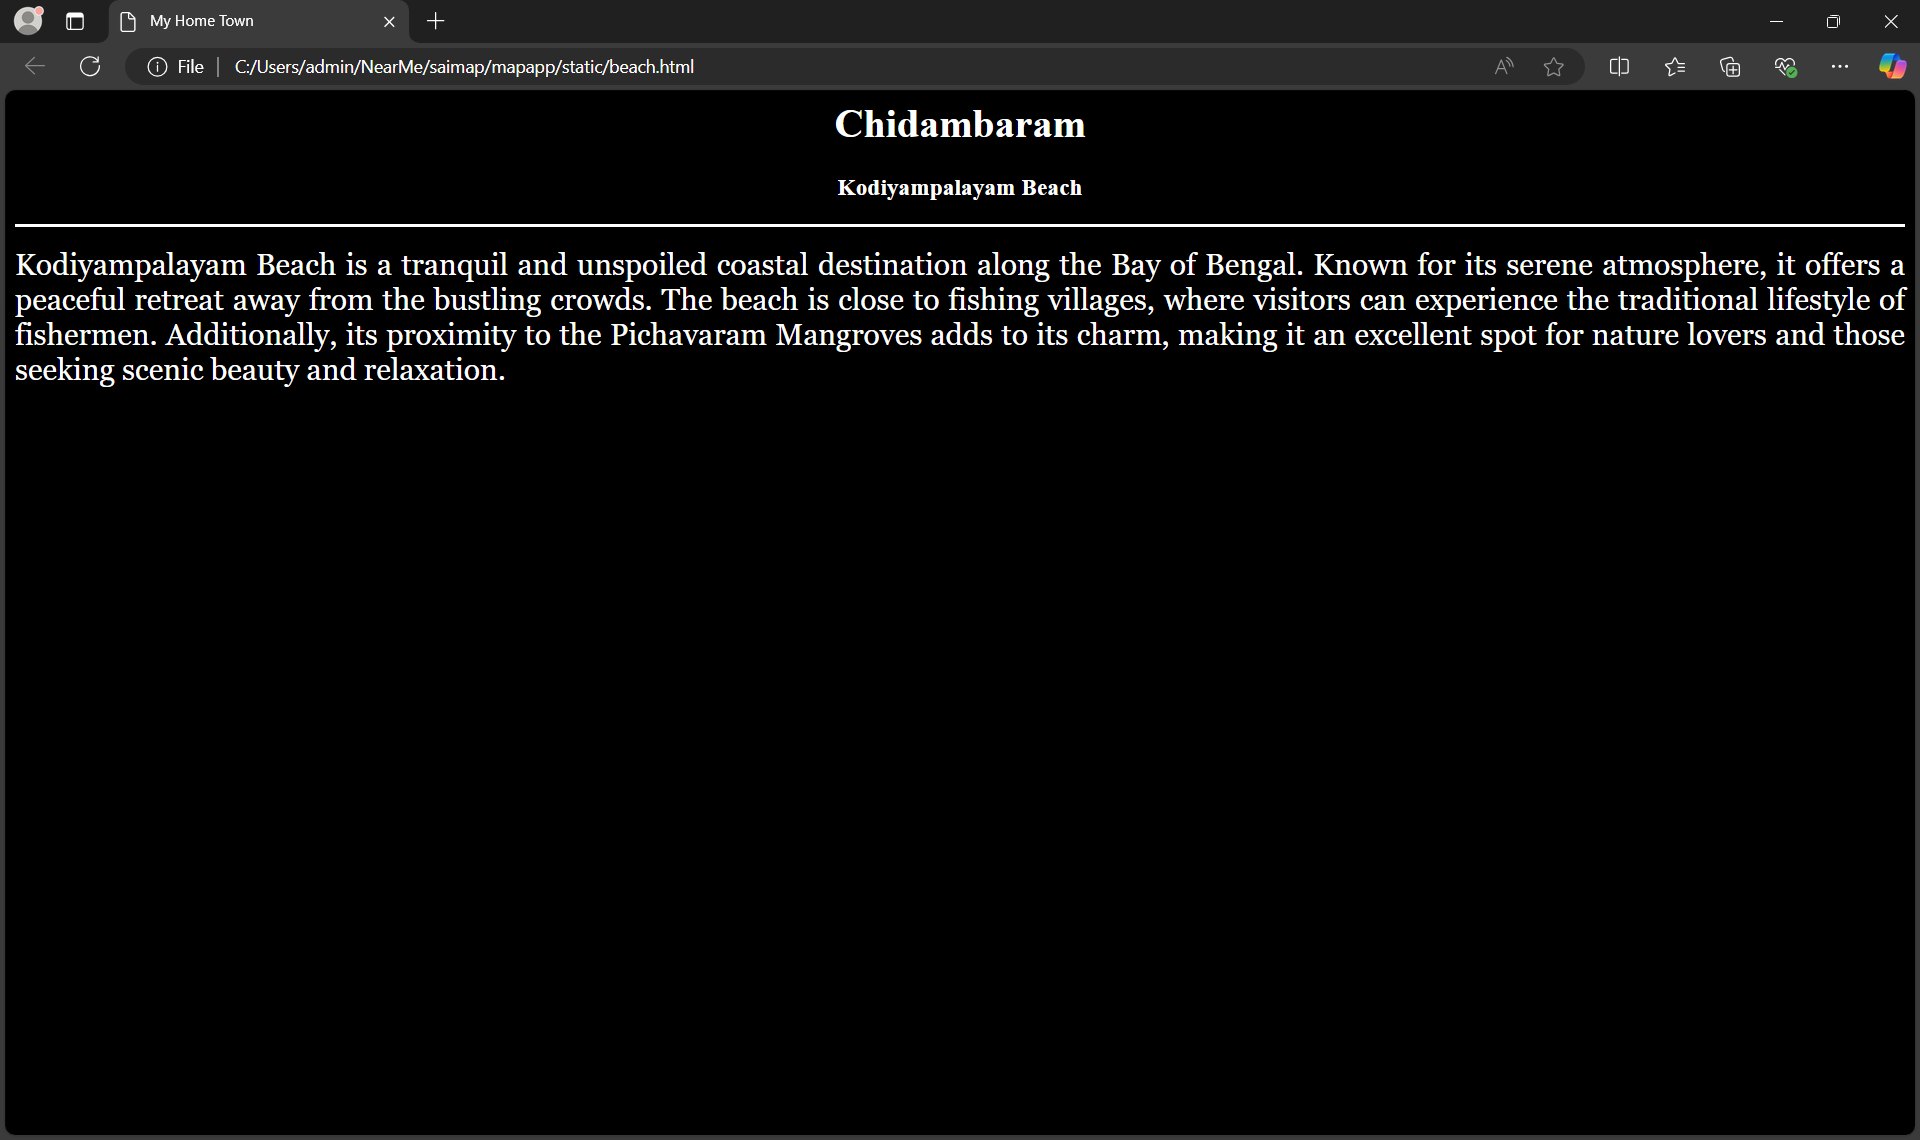 My Home Town
File
C:/Users/admin/NearMe/saimap/mapapp/static/beach.html
Chidambaram
Kodiyampalayam Beach
Kodiyampalayam Beach is a tranquil and unspoiled coastal destination along the Bay of Bengal. Known for its serene atmosphere, it offers a
peaceful retreat away from the bustling crowds. The beach is close to fishing villages, where visitors can experience the traditional lifestyle of
fishermen. Additionally, its proximity to the Pichavaram Mangroves adds to its charm, making it an excellent spot for nature lovers and those
seeking scenic beauty and relaxation.